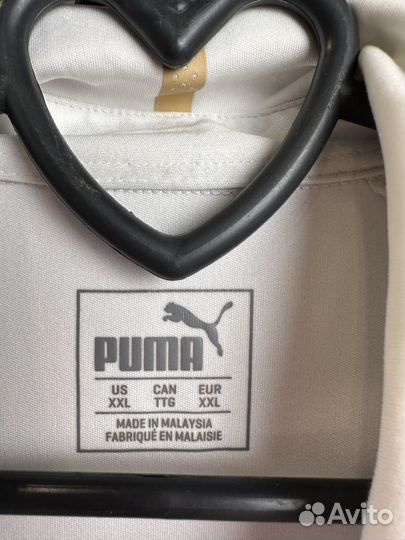 PUMA
US CAN EUR
XXL TTG XXL
MADE IN MALAYSIA
FABRIQUÉ EN MALAISIE
Avito